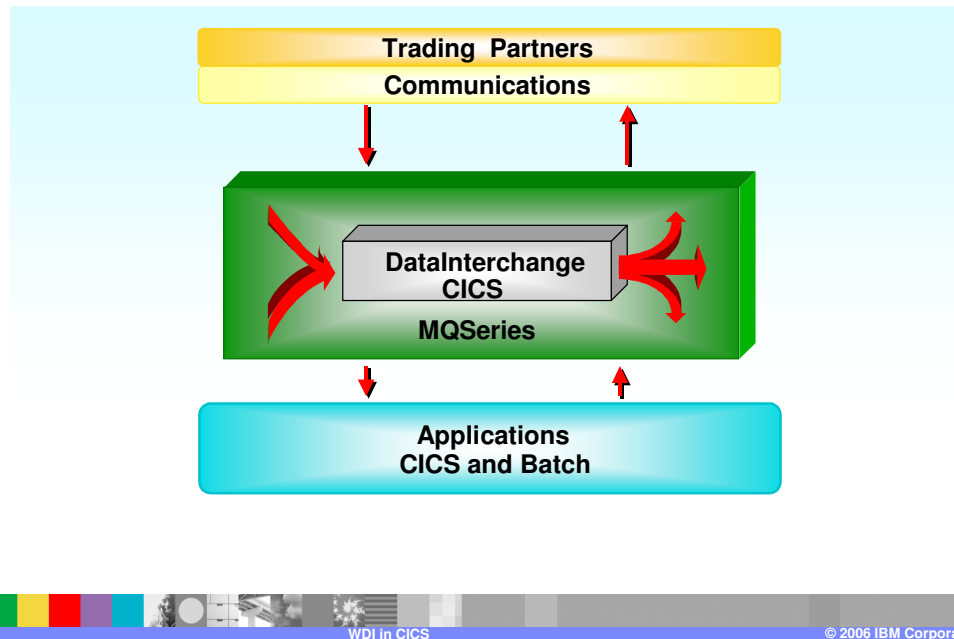 Trading Partners
Communications
DataInterchange
CICS
MQSeries
Applications
CICS and Batch
WDI in CICS
© 2006 IBM Corpora